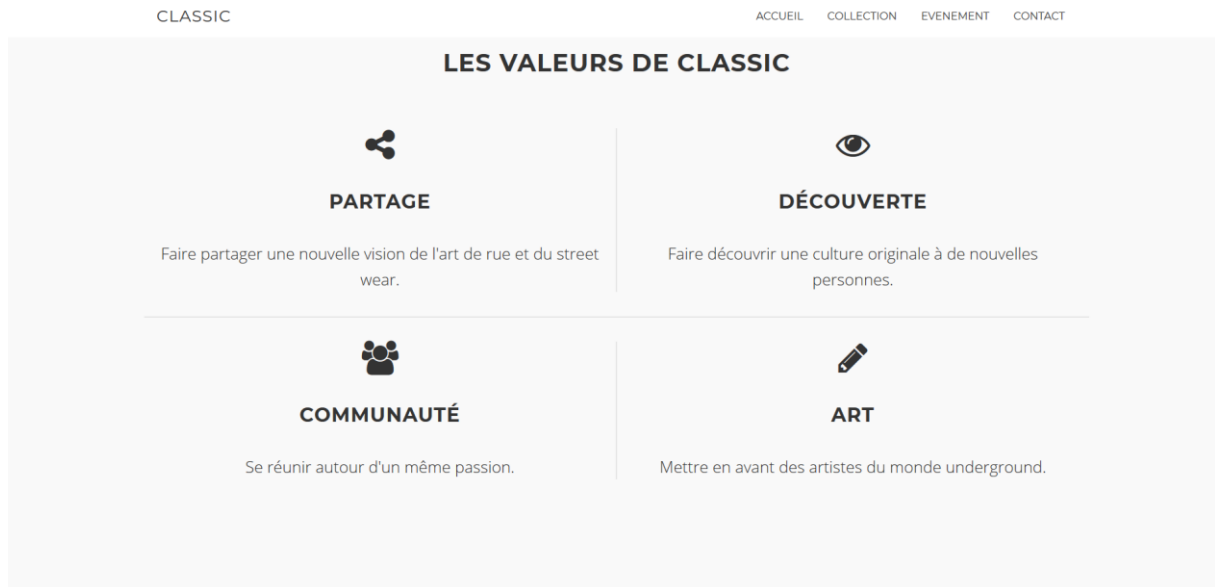 CLASSIC
ACCUEIL COLLECTION EVENEMENT CONTACT
LES VALEURS DE CLASSIC
PARTAGE
Faire partager une nouvelle vision de l'art de rue et du street
wear.
DÉCOUVERTE
Faire découvrir une culture originale à de nouvelles
personnes.
COMMUNAUTÉ
Se réunir autour d'un même passion.
ART
Mettre en avant des artistes du monde underground.